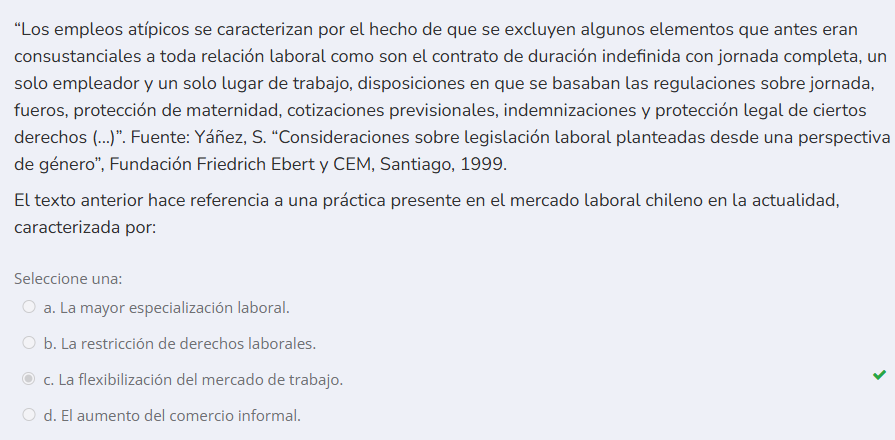 “Los empleos atípicos se caracterizan por el hecho de que se excluyen algunos elementos que antes eran
consustanciales a toda relación laboral como son el contrato de duración indefinida con jornada completa, un
solo empleador y un solo lugar de trabajo, disposiciones en que se basaban las regulaciones sobre jornada,
fueros, protección de maternidad, cotizaciones previsionales, indemnizaciones y protección legal de ciertos
derechos (...)”. Fuente: Yáñez, S. “Consideraciones sobre legislación laboral planteadas desde una perspectiva
de género”, Fundación Friedrich Ebert y CEM, Santiago, 1999.
El texto anterior hace referencia a una práctica presente en el mercado laboral chileno en la actualidad,
caracterizada por:
Seleccione una:
a. La mayor especialización laboral.
b. La restricción de derechos laborales.
c. La flexibilización del mercado de trabajo.
d. El aumento del comercio informal.